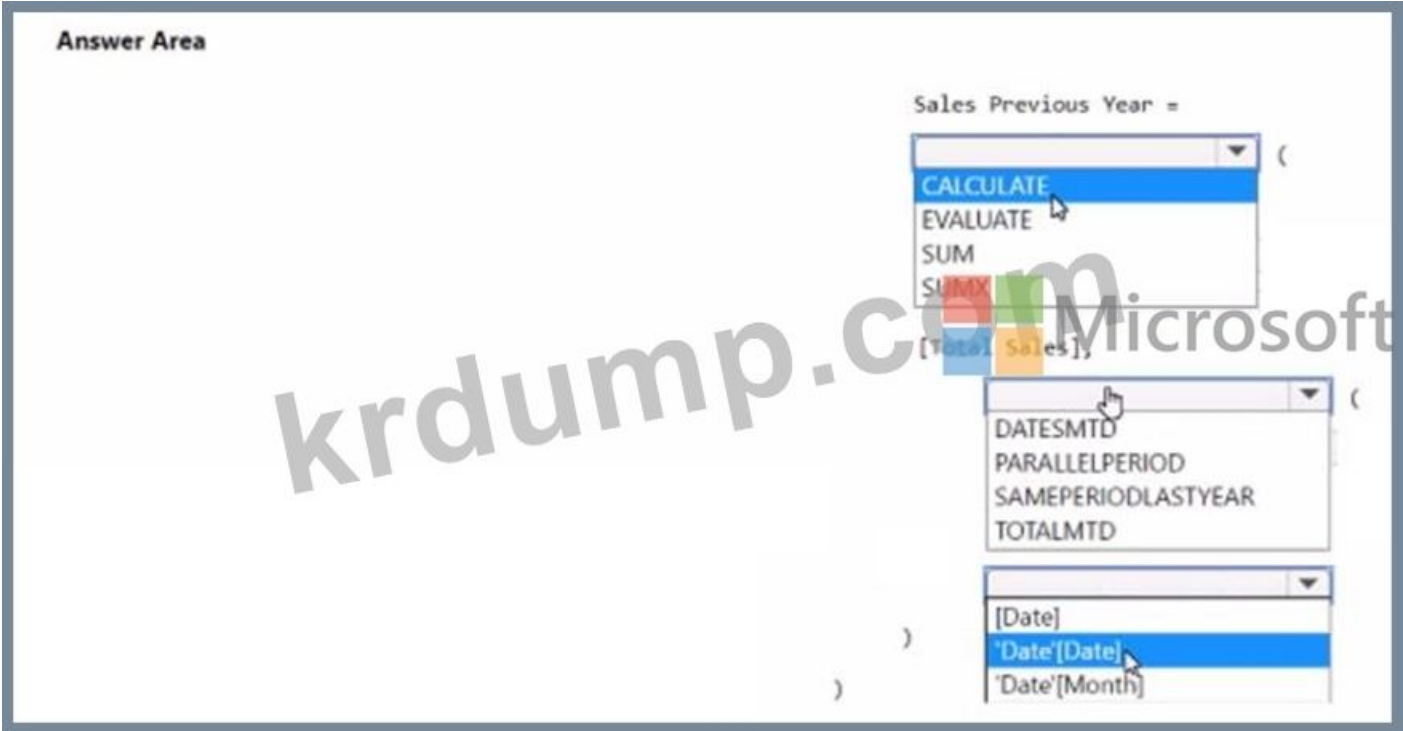 Answer Area
Sales Previous Year =
(
CALCULATE
EVALUATE
SUM
SUMX
[Total Sales],
Microsoft
krdump.com
(
DATESMTD
PARALLELPERIOD
SAMEPERIODLASTYEAR
TOTALMTD
[Date]
)
'Date'[Date]
)
'Date'[Month]